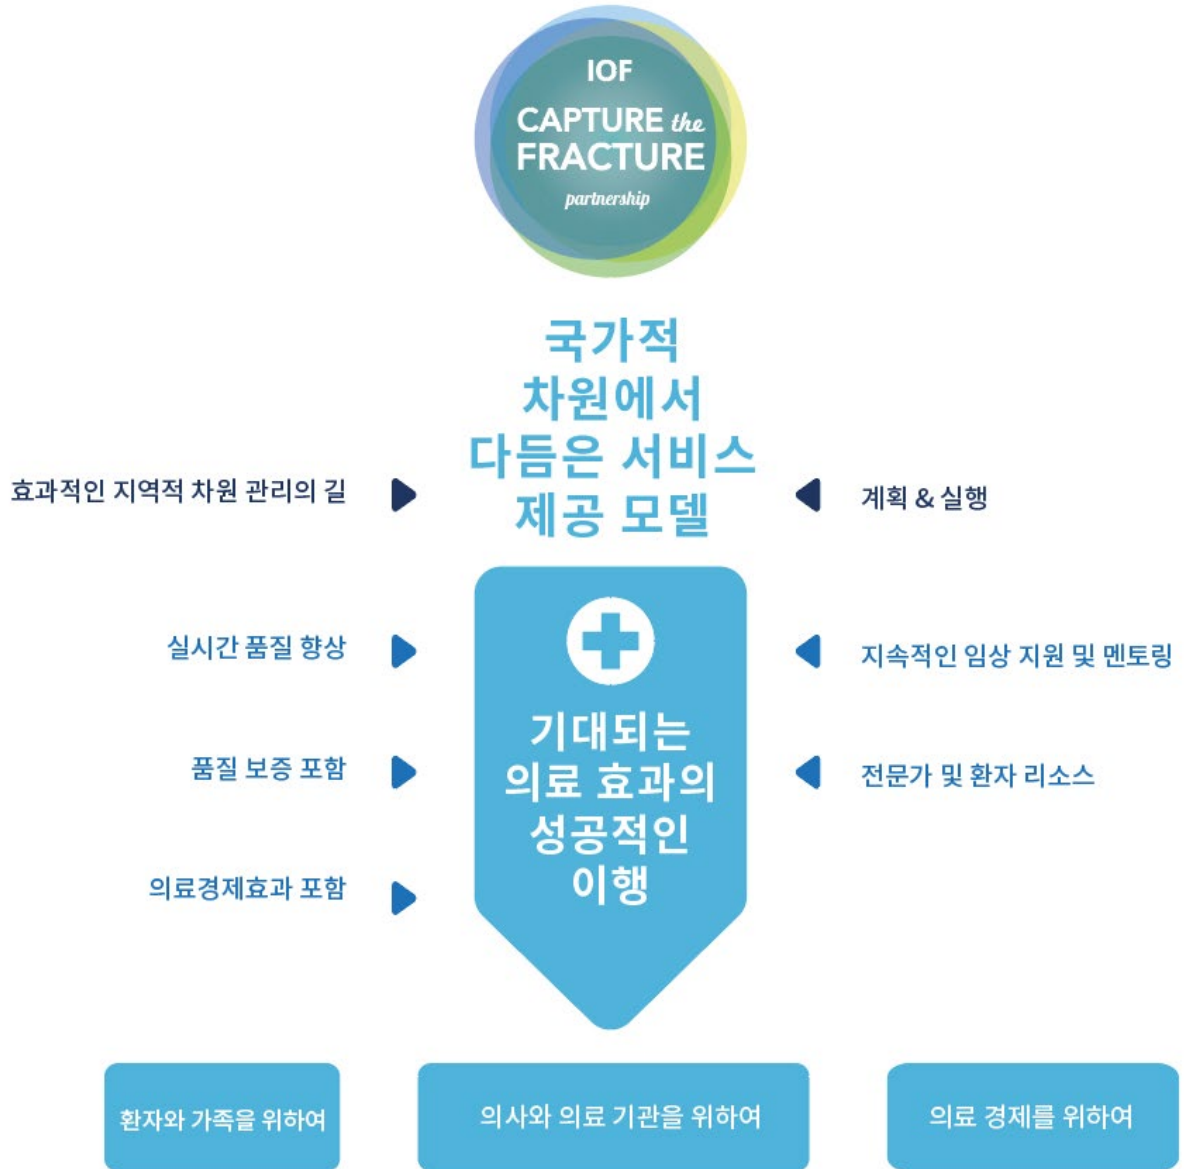 IOF
CAPTURE the
FRACTURE
partnership
국가적
차원에서
다듬은 서비스
제공 모델
효과적인 지역적 차원 관리의 길
계획 & 실행
실시간 품질 향상
지속적인 임상 지원 및 멘토링
품질 보증 포함
전문가 및 환자 리소스
의료경제효과 포함
기대되는
의료 효과의
성공적인
이행
환자와 가족을 위하여
의사와 의료 기관을 위하여
의료 경제를 위하여